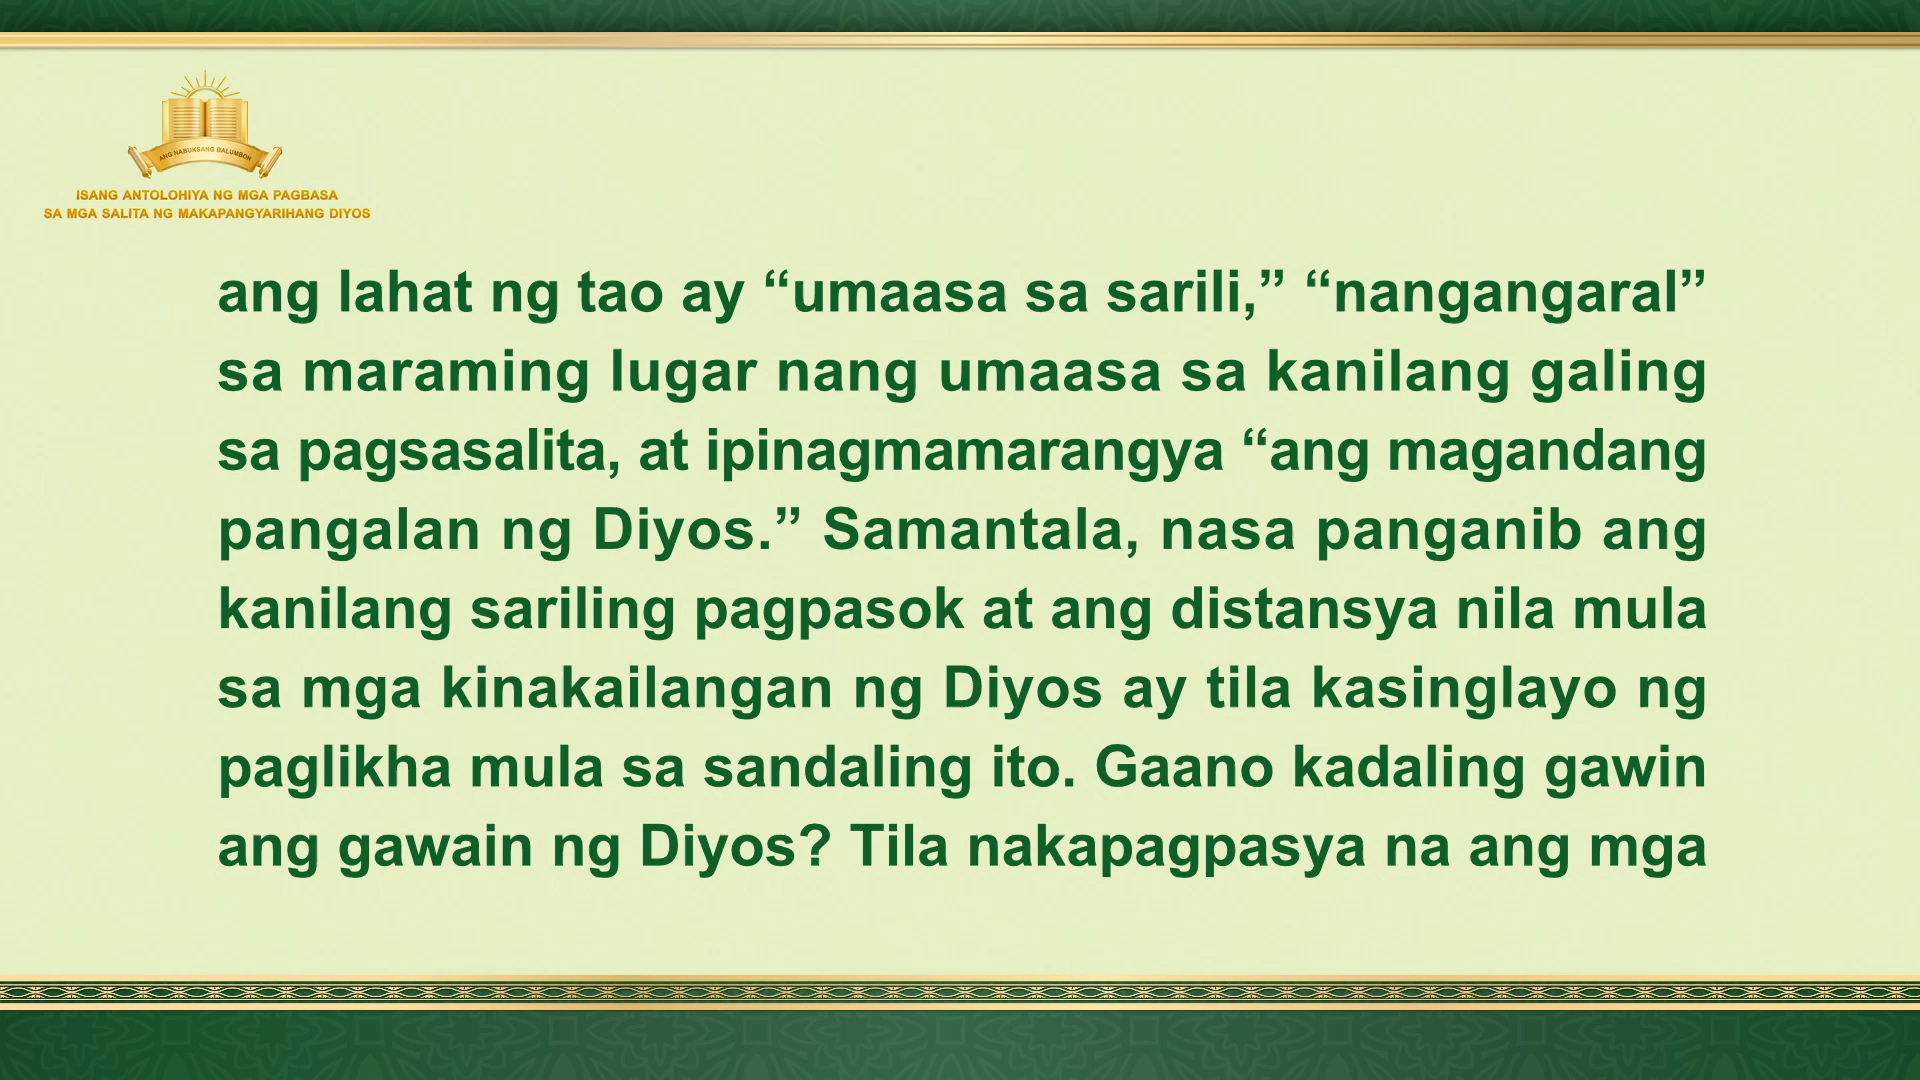 ANG NABUKSANG BALUMBON
ISANG ANTOLOHIYA NG MGA PAGBASA
SA MGA SALITA NG MAKAPANGYARIHANG DIYOS
ang lahat ng tao ay “umaasa sa sarili,” “nangangaral”
sa maraming lugar nang umaasa sa kanilang galing
sa pagsasalita, at ipinagmamarangya “ang magandang
pangalan ng Diyos.” Samantala, nasa panganib ang
kanilang sariling pagpasok at ang distansya nila mula
sa mga kinakailangan ng Diyos ay tila kasinglayo ng
paglikha mula sa sandaling ito. Gaano kadaling gawin
ang gawain ng Diyos? Tila nakapagpasya na ang mga